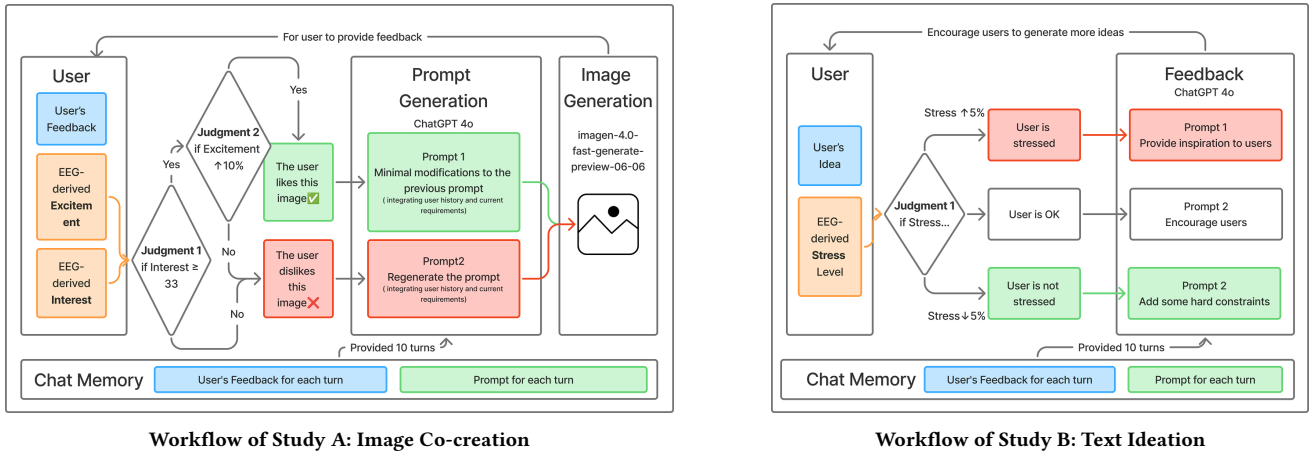 For user to provide feedback
User
User's
Feedback
EEG-
derived
Excitem
ent
EEG-
derived
Interest
Judgment 1
if Interest ≥
33
Yes
No
Judgment 2
if Excitement
↑10%
Yes
No
The user
likes this
image✅
The user
dislikes
this
image❌
Prompt
Generation
ChatGPT 4o
Prompt 1
Minimal modifications to the
previous prompt
( integrating user history and current
requirements)
Prompt2
Regenerate the prompt
( integrating user history and current
requirements)
Image
Generation
imagen-4.0-
fast-generate-
preview-06-06
Provided 10 turns
Chat Memory
User's Feedback for each turn
Prompt for each turn
Workflow of Study A: Image Co-creation
Encourage users to generate more ideas
User
User's
Idea
EEG-
derived
Stress
Level
Judgment 1
if Stress...
Stress ↑5%
Stress↓5%
User is
stressed
User is OK
User is not
stressed
Feedback
ChatGPT 4o
Prompt 1
Provide inspiration to users
Prompt 2
Encourage users
Prompt 2
Add some hard constraints
Provided 10 turns
Chat Memory
User's Feedback for each turn
Prompt for each turn
Workflow of Study B: Text Ideation